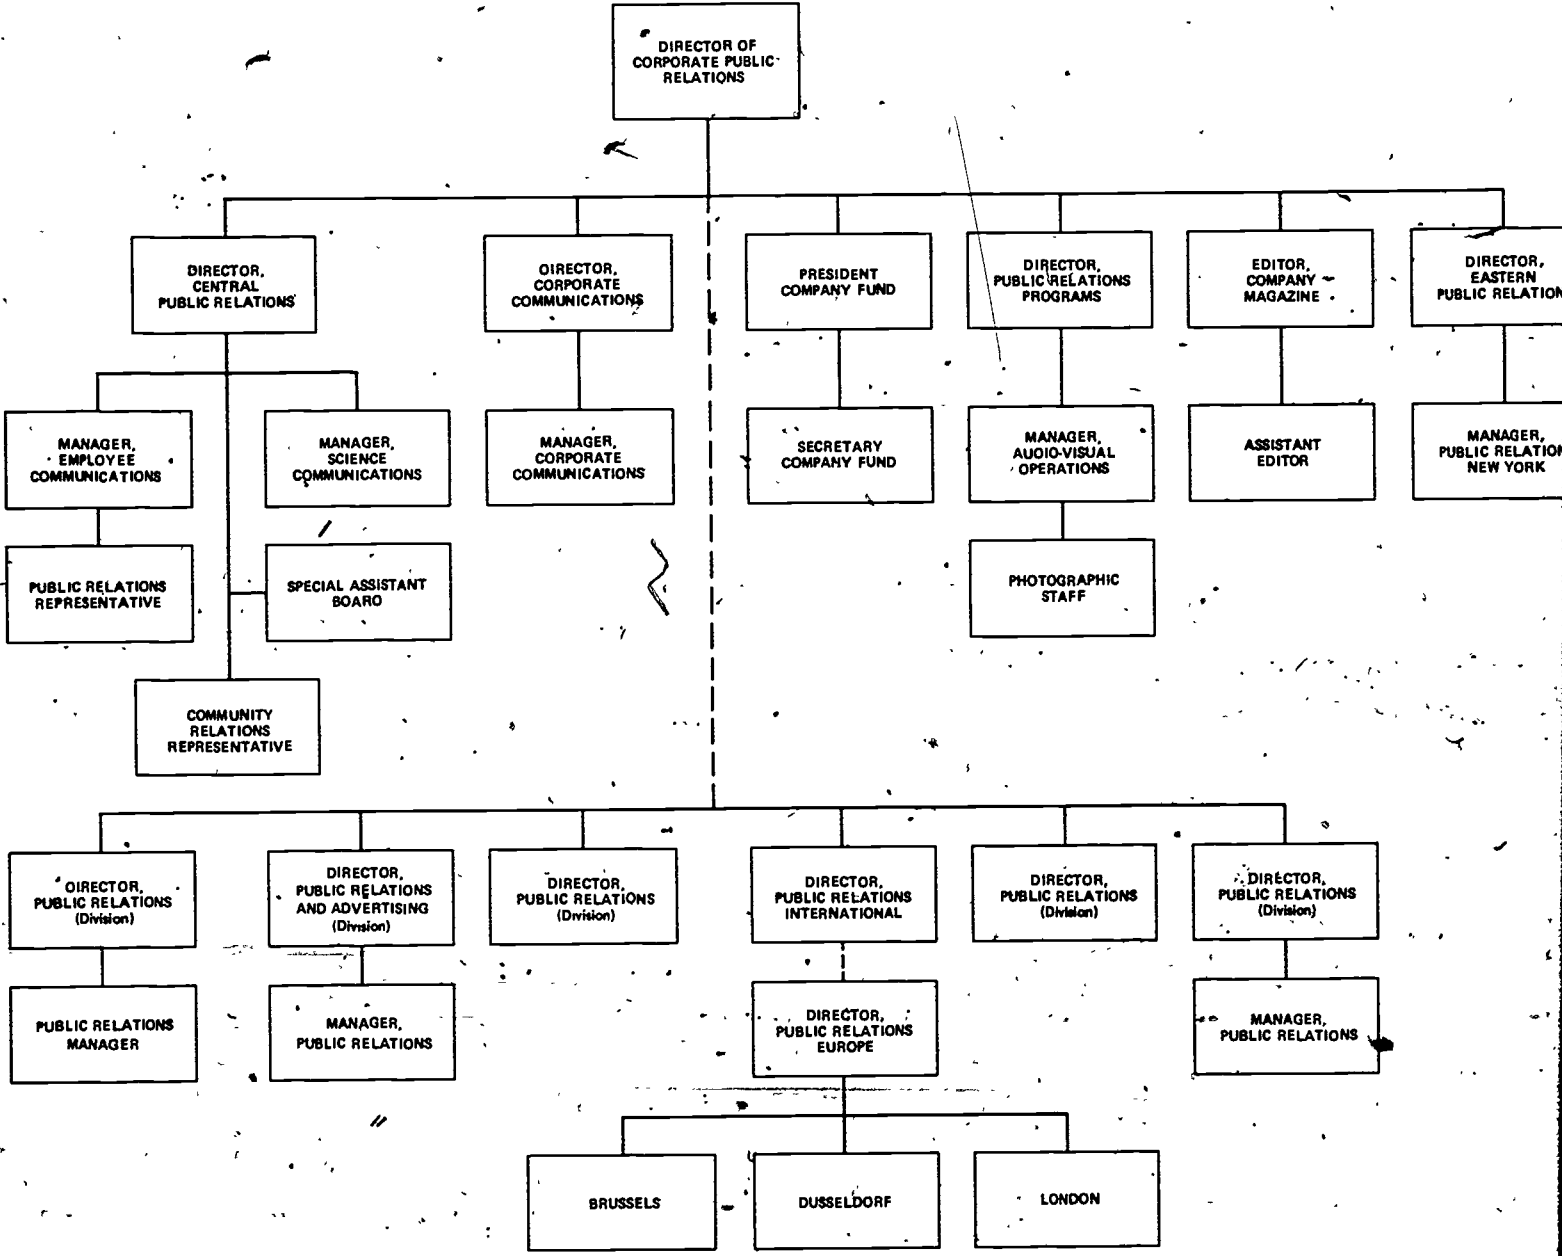 DIRECTOR OF
CORPORATE PUBLIC
RELATIONS
DIRECTOR,
CENTRAL
PUBLIC RELATIONS
OIRECTOR,
CORPORATE
COMMUNICATIONS
PRESIDENT
COMPANY FUND
DIRECTOR,
PUBLIC RELATIONS
PROGRAMS
EDITOR,
COMPANY
MAGAZINE
DIRECTOR,
EASTERN
PUBLIC RELATION
MANAGER,
EMPLOYEE
COMMUNICATIONS
MANAGER,
SCIENCE
COMMUNICATIONS
MANAGER,
CORPORATE
COMMUNICATIONS
SECRETARY
COMPANY FUND
MANAGER,
AUOIO-VISUAL
OPERATIONS
ASSISTANT
EDITOR
MANAGER,
PUBLIC RELATION
NEW YORK
PUBLIC RELATIONS
REPRESENTATIVE
SPECIAL ASSISTANT
BOARD
PHOTOGRAPHIC
STAFF
COMMUNITY
RELATIONS
REPRESENTATIVE
OIRECTOR,
PUBLIC RELATIONS
(Division)
DIRECTOR,
PUBLIC RELATIONS
AND ADVERTISING
(Division)
DIRECTOR,
PUBLIC RELATIONS
(Division)
DIRECTOR,
PUBLIC RELATIONS
INTERNATIONAL
DIRECTOR,
PUBLIC RELATIONS
(Division)
DIRECTOR,
PUBLIC RELATIONS
(Division)
PUBLIC RELATIONS
MANAGER
MANAGER,
PUBLIC RELATIONS
DIRECTOR,
PUBLIC RELATIONS
EUROPE
MANAGER,
PUBLIC RELATIONS
BRUSSELS
DUSSELDORF
LONDON